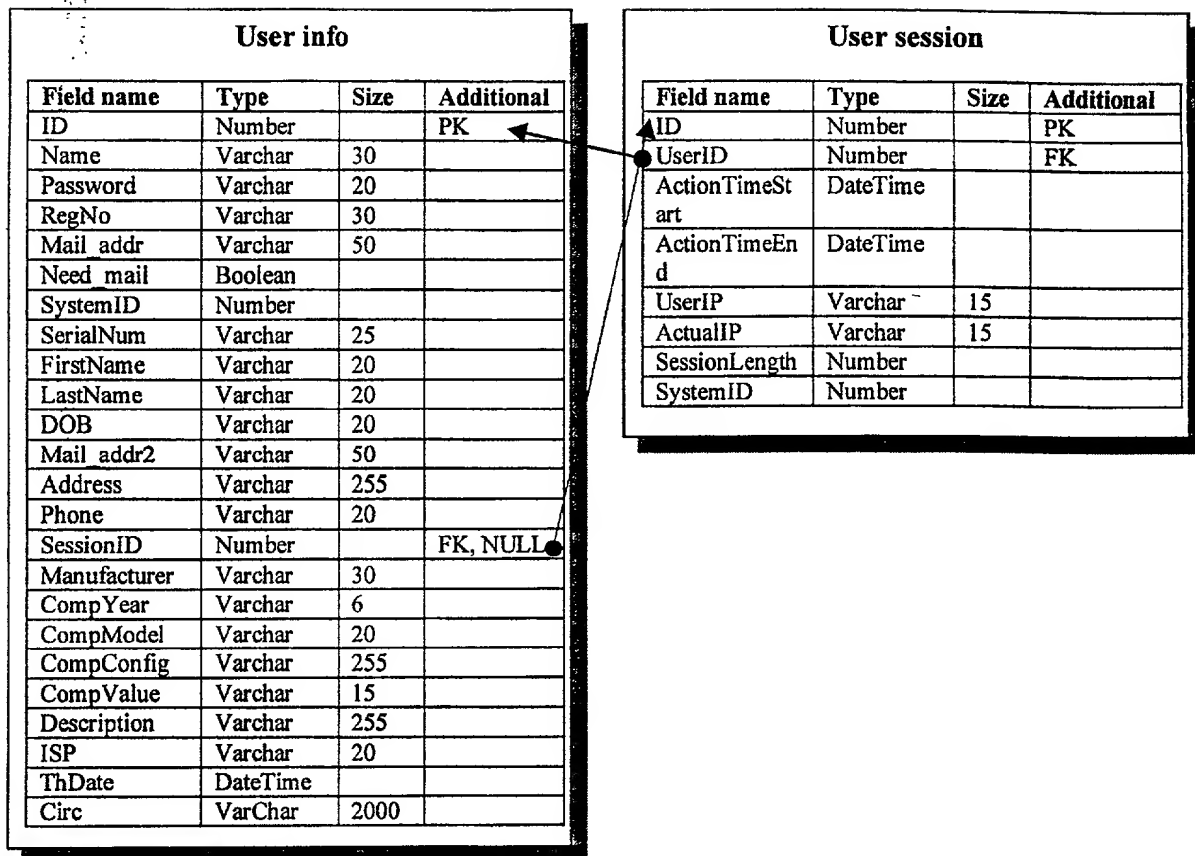 User info
Field name Type Size Additional
ID Number PK
Name Varchar 30
Password Varchar 20
RegNo Varchar 30
Mail_addr Varchar 50
Need_mail Boolean
SystemID Number
SerialNum Varchar 25
FirstName Varchar 20
LastName Varchar 20
DOB Varchar 20
Mail_addr2 Varchar 50
Address Varchar 255
Phone Varchar 20
SessionID Number FK, NULL
Manufacturer Varchar 30
CompYear Varchar 6
CompModel Varchar 20
CompConfig Varchar 255
CompValue Varchar 15
Description Varchar 255
ISP Varchar 20
ThDate DateTime
Circ VarChar 2000
User session
Field name Type Size Additional
ID Number PK
UserID Number FK
ActionTimeSt DateTime
art
ActionTimeEn DateTime
d
UserIP Varchar 15
ActualIP Varchar 15
SessionLength Number
SystemID Number